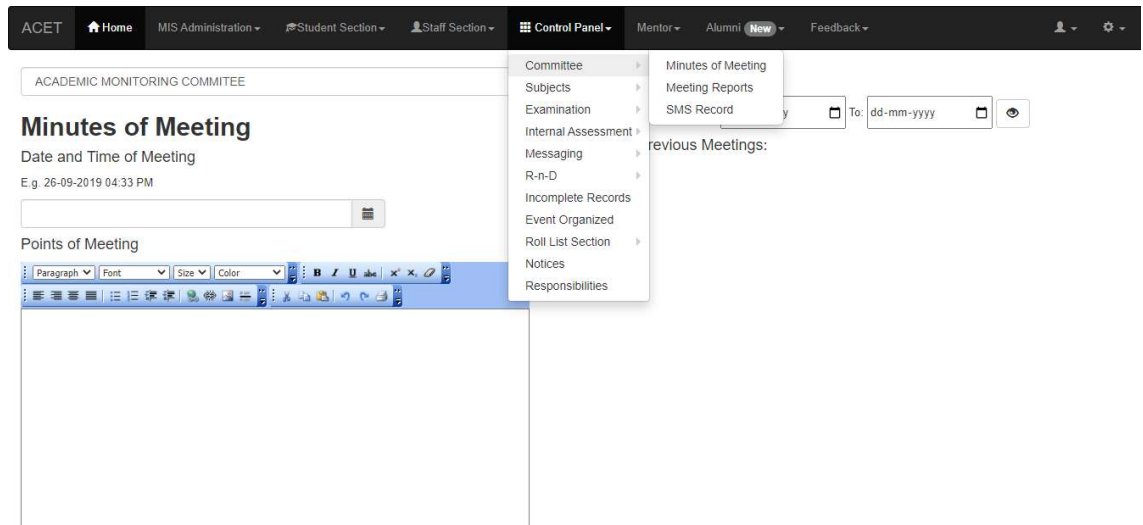 ACET Home MIS Administration Student Section Staff Section Control Panel Mentor Alumni New Feedback
ACADEMIC MONITORING COMMITEE
Minutes of Meeting
Date and Time of Meeting
E.g. 26-09-2019 04:33 PM
Points of Meeting
Paragraph Font Size Color B I U abc x² x,
Committee
Subjects
Examination
Internal Assessment
Messaging
R-n-D
Incomplete Records
Event Organized
Roll List Section
Notices
Responsibilities
Minutes of Meeting
Meeting Reports
SMS Record
y To: dd-mm-yyyy
revious Meetings: